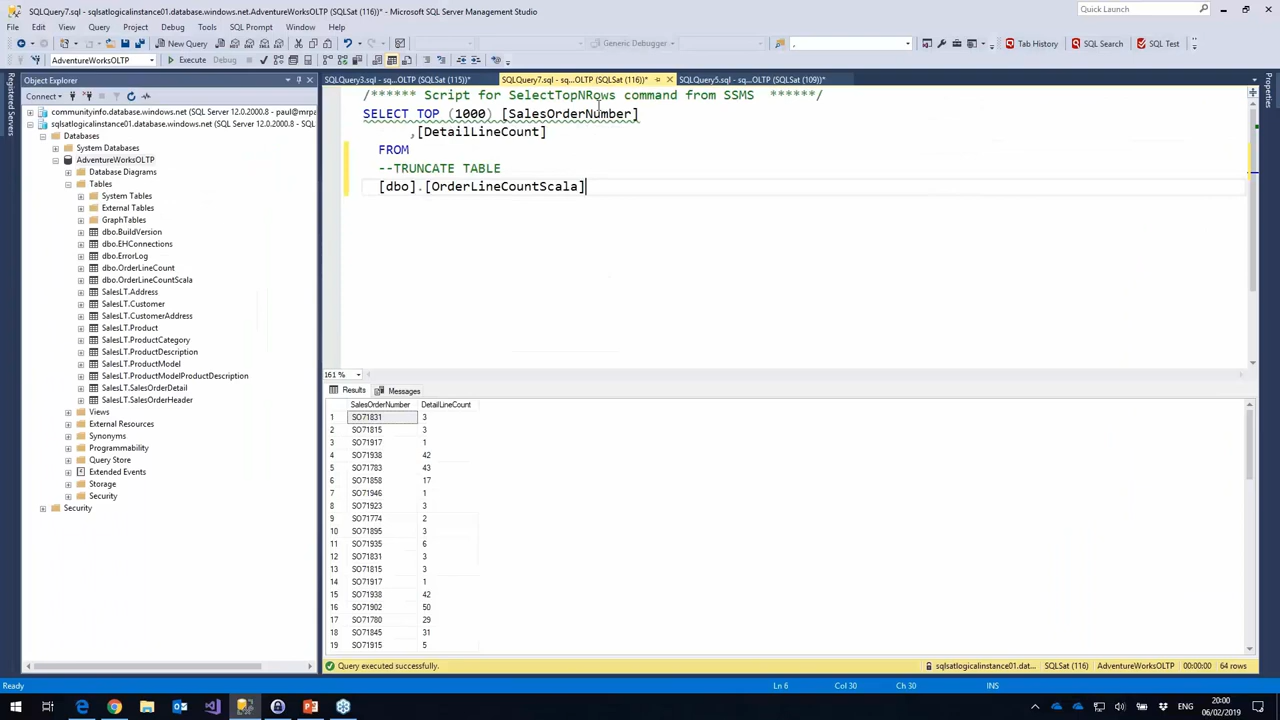 SQLQuery7.sql - sqlsatlogicalinstance01.database.windows.net.AdventureWorksOLTP (SQLSat (116))* - Microsoft SQL Server Management Studio
Quick Launch
File Edit View Query Project Debug Tools SQL Prompt Window Help
New Query
Generic Debugger
,
Tab History
SQL Search
SQL Test
AdventureWorksOLTP
Execute
Debug
Registered Servers
Object Explorer
Connect
communityinfo.database.windows.net (SQL Server 12.0.2000.8 - paul@mrpa
sqlsatlogicalinstance01.database.windows.net (SQL Server 12.0.2000.8 - SQLSat
Databases
System Databases
AdventureWorksOLTP
Database Diagrams
Tables
System Tables
External Tables
GraphTables
dbo.BuildVersion
dbo.EHConnections
dbo.ErrorLog
dbo.OrderLineCount
dbo.OrderLineCountScala
SalesLT.Address
SalesLT.Customer
SalesLT.CustomerAddress
SalesLT.Product
SalesLT.ProductCategory
SalesLT.ProductDescription
SalesLT.ProductModel
SalesLT.ProductModelProductDescription
SalesLT.SalesOrderDetail
SalesLT.SalesOrderHeader
Views
External Resources
Synonyms
Programmability
Query Store
Extended Events
Storage
Security
Security
SQLQuery3.sql - sq...OLTP (SQLSat (115))*
SQLQuery7.sql - sq...OLTP (SQLSat (116))*
SQLQuery5.sql - sq...OLTP (SQLSat (109))*
/****** Script for SelectTopNRows command from SSMS ******/
SELECT TOP (1000) [SalesOrderNumber]
,[DetailLineCount]
FROM
--TRUNCATE TABLE
[dbo].[OrderLineCountScala]
161 %
Results Messages
SalesOrderNumber DetailLineCount
1 SO71831 3
2 SO71815 3
3 SO71917 1
4 SO71938 42
5 SO71783 43
6 SO71858 17
7 SO71946 1
8 SO71923 3
9 SO71774 2
10 SO71895 3
11 SO71935 6
12 SO71831 3
13 SO71815 3
14 SO71917 1
15 SO71938 42
16 SO71902 50
17 SO71780 29
18 SO71845 31
19 SO71915 5
Query executed successfully.
sqlsatlogicalinstance01.dat... SQLSat (116) AdventureWorksOLTP 00:00:00 64 rows
Ready
Ln 6 Col 30 Ch 30 INS
20:00
06/02/2019